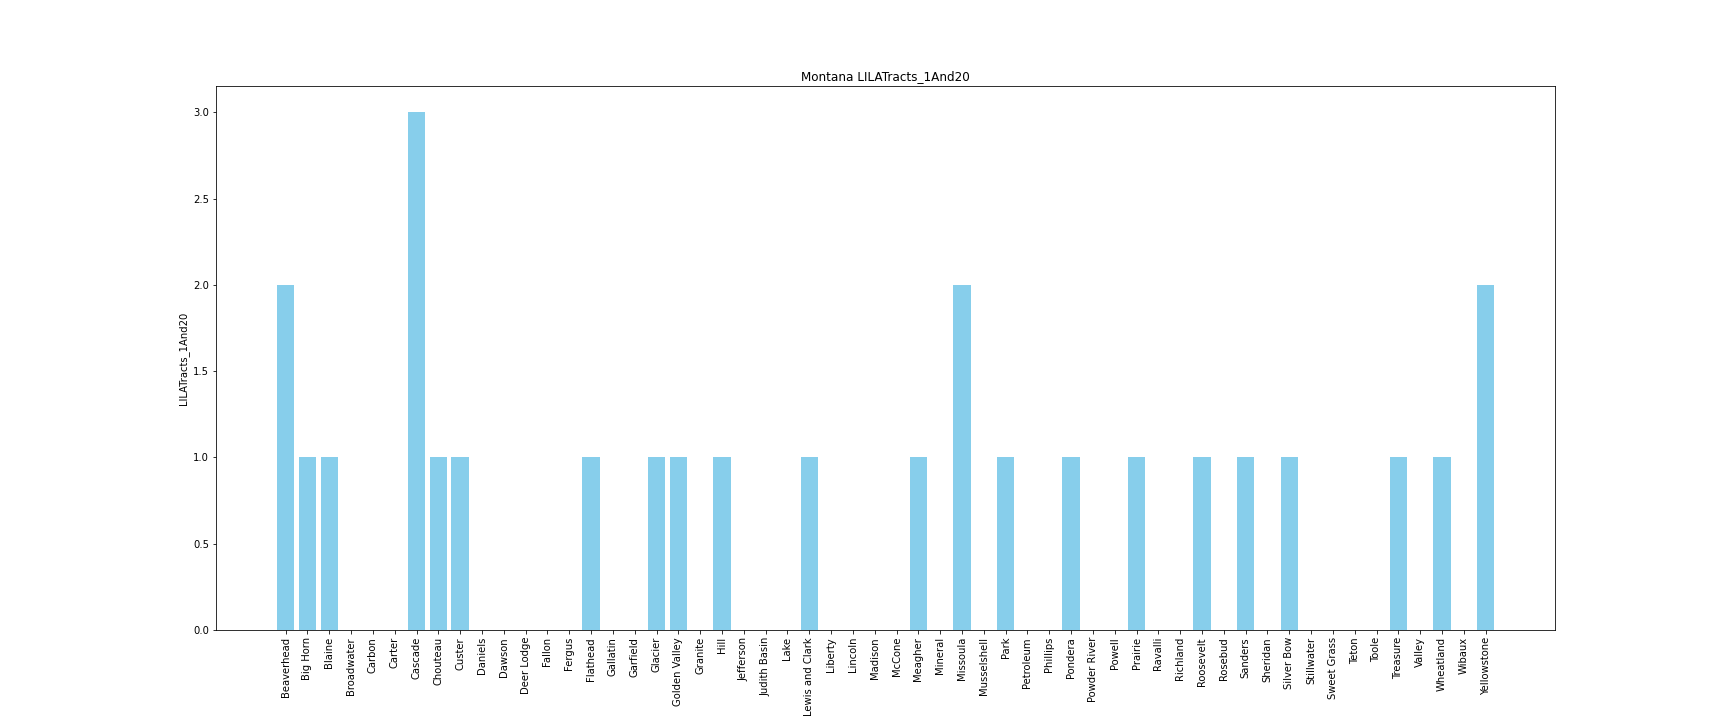 Montana LILATracts_1And20
LILATracts_1And20
3.0
2.5
2.0
1.5
1.0
0.5
0.0
Beaverhead
Big Horn
Blaine
Broadwater
Carbon
Carter
Cascade
Chouteau
Custer
Daniels
Dawson
Deer Lodge
Fallon
Fergus
Flathead
Gallatin
Garfield
Glacier
Golden Valley
Granite
Hill
Jefferson
Judith Basin
Lake
Lewis and Clark
Liberty
Lincoln
Madison
McCone
Meagher
Mineral
Missoula
Musselshell
Park
Petroleum
Phillips
Pondera
Powder River
Powell
Prairie
Ravalli
Richland
Roosevelt
Rosebud
Sanders
Sheridan
Silver Bow
Stillwater
Sweet Grass
Teton
Toole
Treasure
Valley
Wheatland
Wibaux
Yellowstone